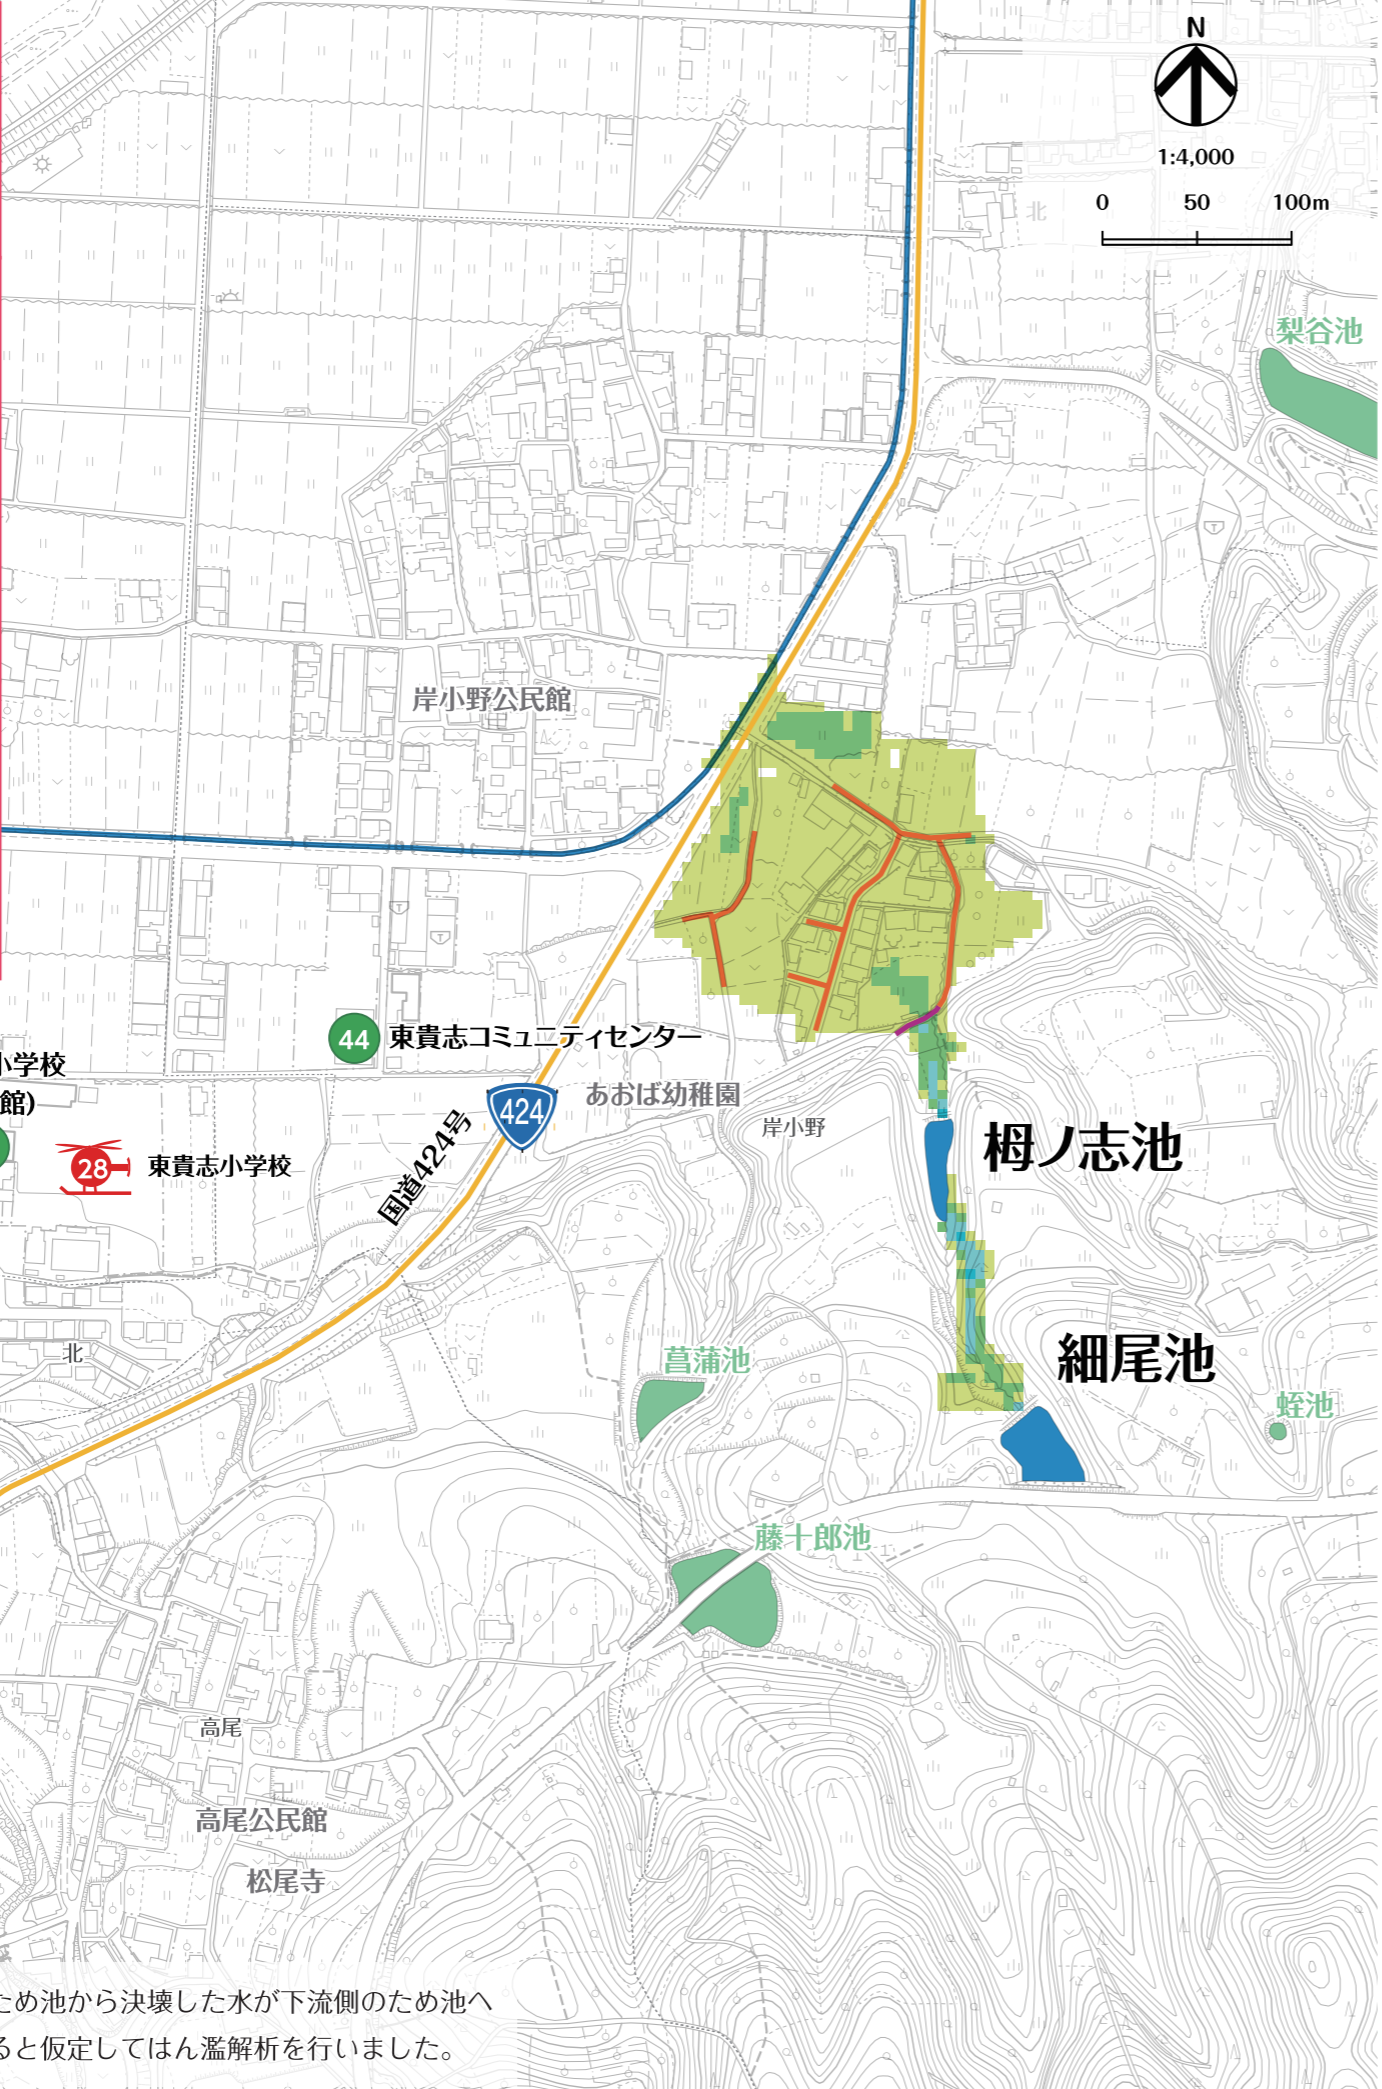 N
1:4,000
0 50 100m
北
梨谷池
岸小野公民館
44 東貴志コミュニティセンター
小学校
館)
あおば幼稚園
424
国道424号
岸小野
栂ノ志池
28 東貴志小学校
細尾池
北
菖蒲池
蛭池
藤十郎池
高尾
高尾公民館
松尾寺
ため池から決壊した水が下流側のため池へ
ると仮定してはん濫解析を行いました。